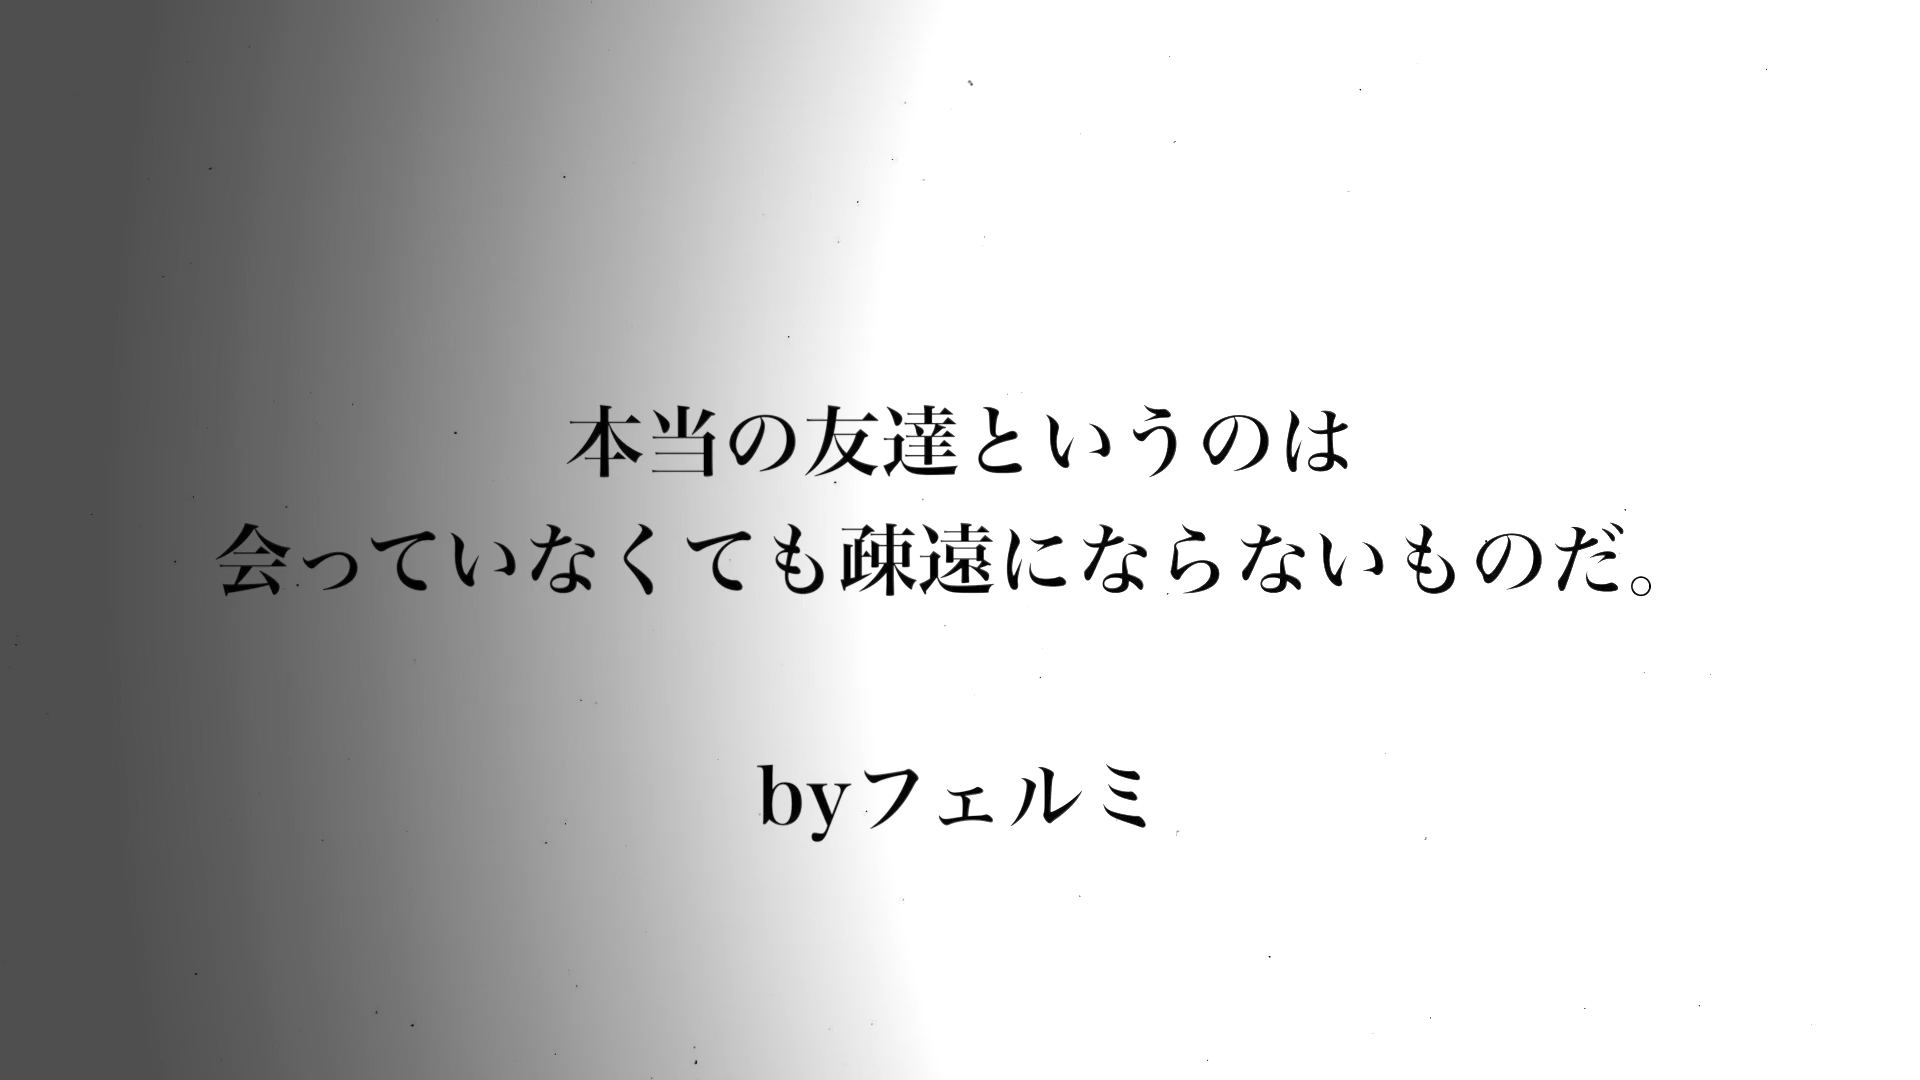 本当の友達というのは
会っていなくても疎遠にならないものだ。
byフェルミ